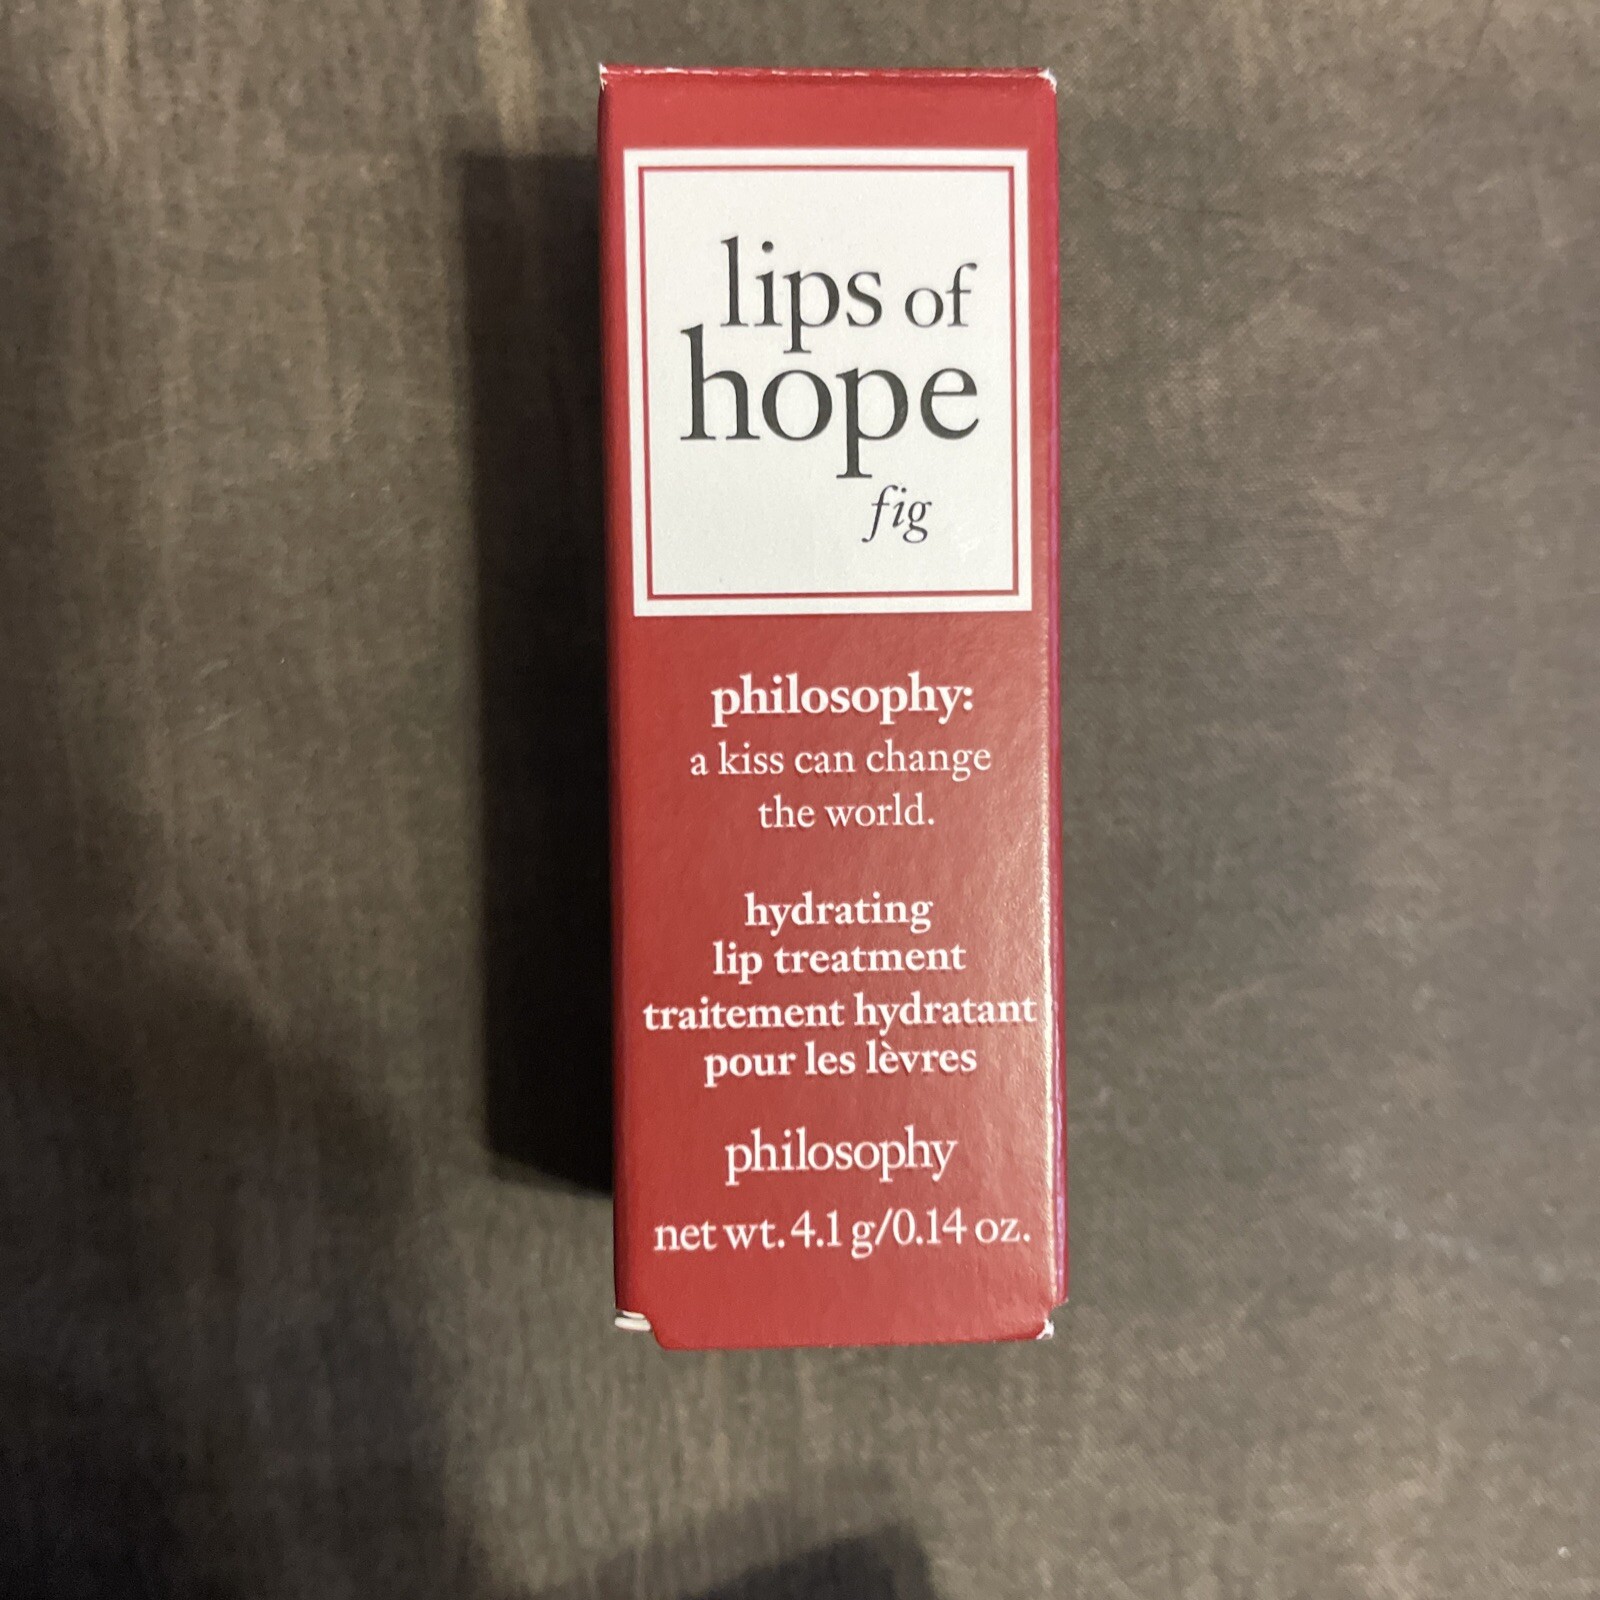 lips of
hope
fig
philosophy:
a kiss can change
the world.
hydrating
lip treatment
traitement hydratant
pour les lèvres
philosophy
net wt. 4.1 g/0.14 oz.